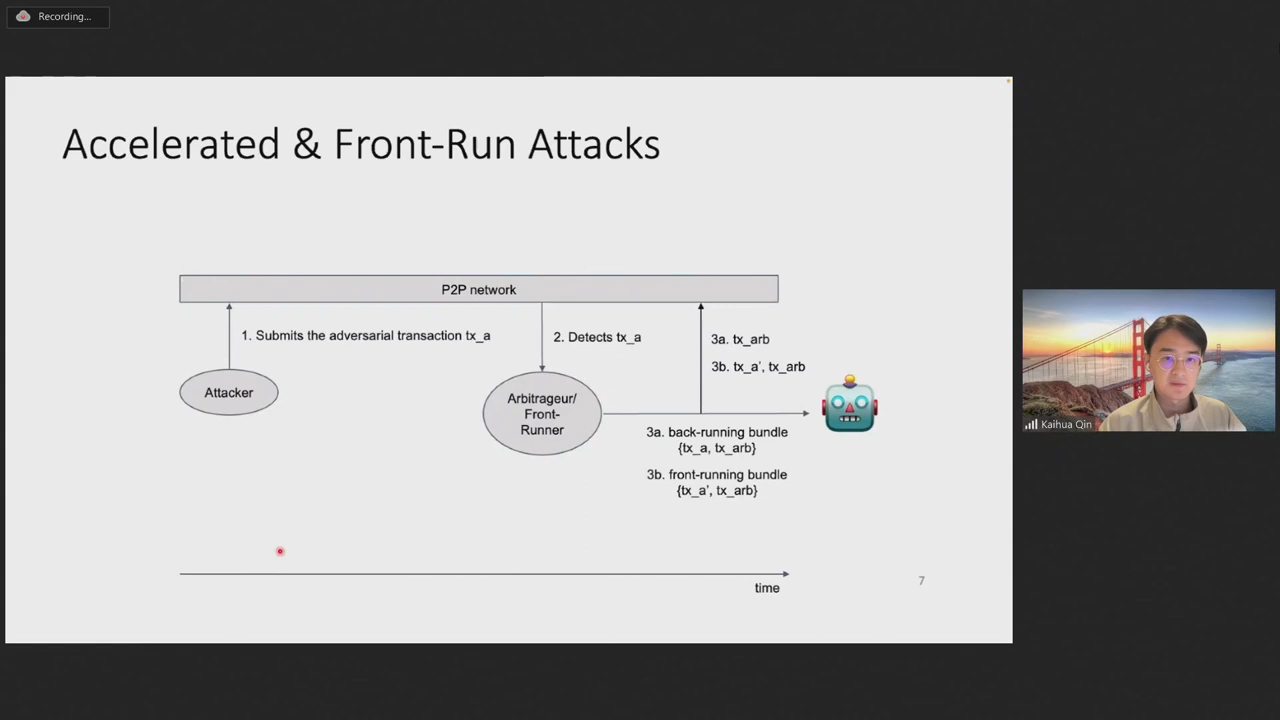 Recording...
Accelerated & Front-Run Attacks
P2P network
1. Submits the adversarial transaction tx_a
2. Detects tx_a
3a. tx_arb
3b. tx_a', tx_arb
Attacker
Arbitrageur/
Front-
Runner
3a. back-running bundle
{tx_a, tx_arb}
3b. front-running bundle
{tx_a', tx_arb}
time
7
Kaihua Qin